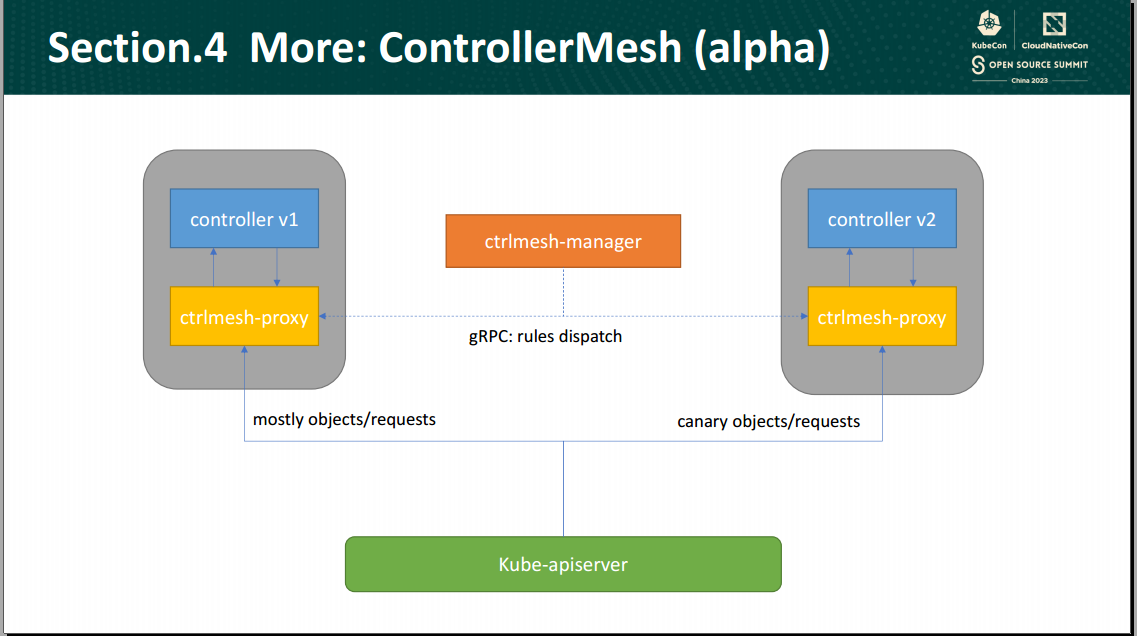 Section.4 More: ControllerMesh (alpha)
KubeCon
CloudNativeCon
OPEN SOURCE SUMMIT
China 2023
controller v1
ctrlmesh-manager
controller v2
ctrlmesh-proxy
ctrlmesh-proxy
gRPC: rules dispatch
mostly objects/requests
canary objects/requests
Kube-apiserver